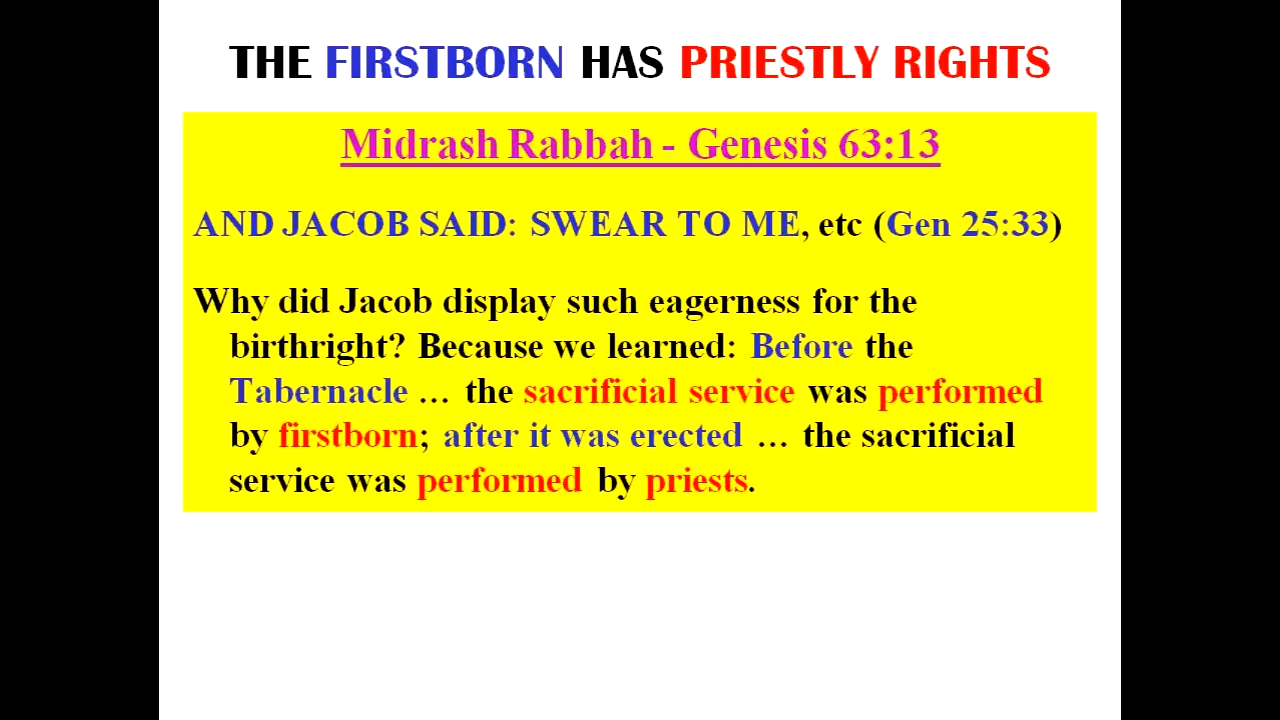 THE FIRSTBORN HAS PRIESTLY RIGHTS
Midrash Rabbah - Genesis 63:13
AND JACOB SAID: SWEAR TO ME, etc (Gen 25:33)
Why did Jacob display such eagerness for the
birthright? Because we learned: Before the
Tabernacle ... the sacrificial service was performed
by firstborn; after it was erected ... the sacrificial
service was performed by priests.